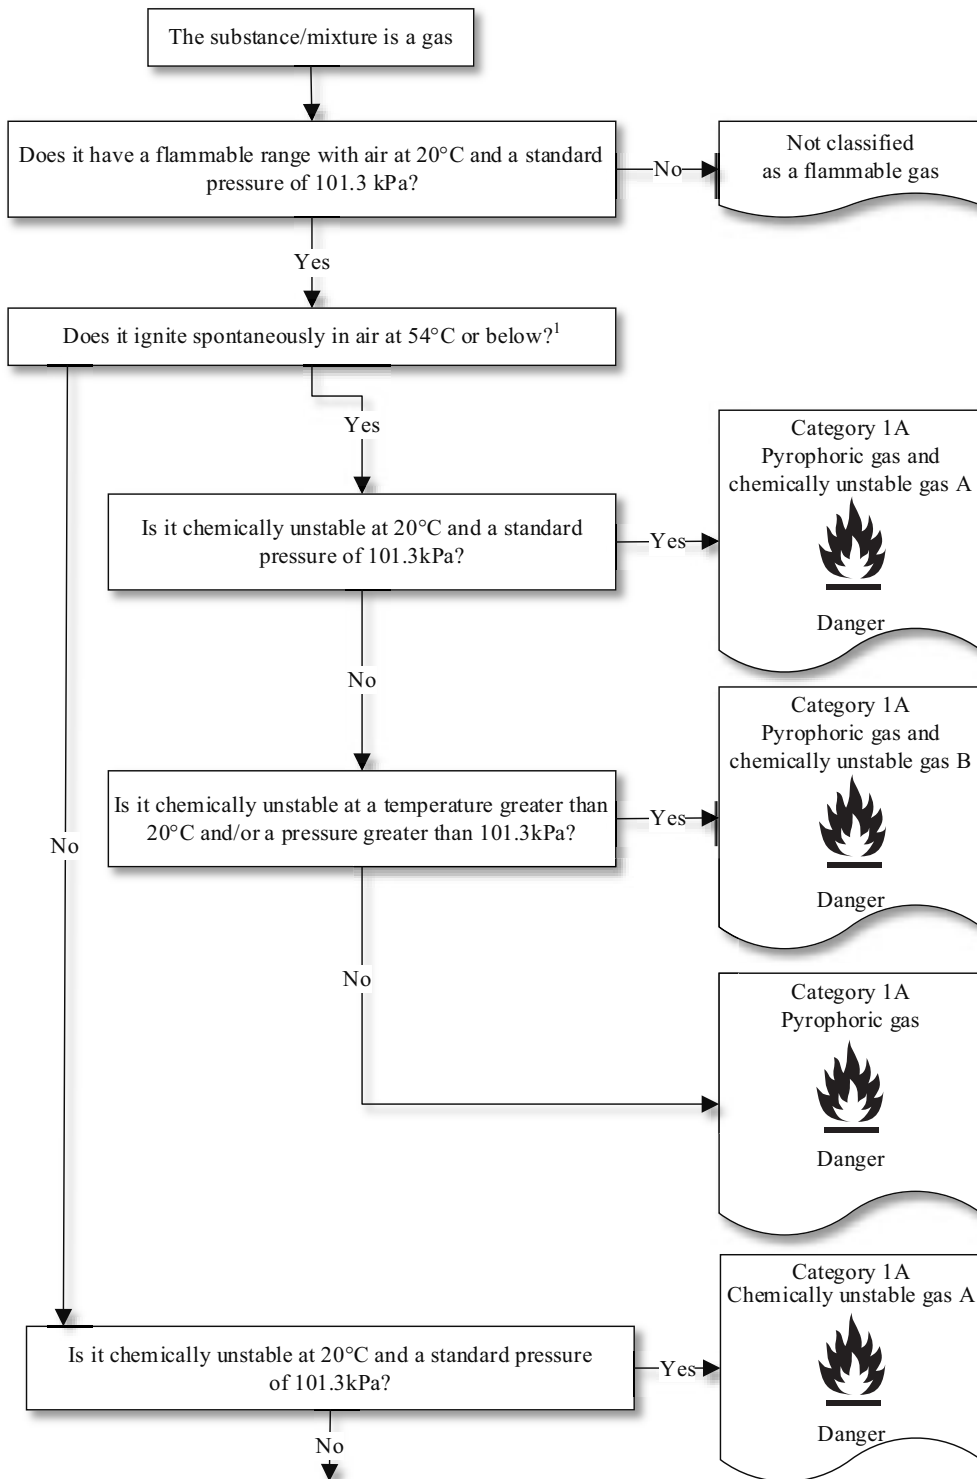 The substance/mixture is a gas
Does it have a flammable range with air at 20°C and a standard
pressure of 101.3 kPa?
No
Not classified
as a flammable gas
Yes
Does it ignite spontaneously in air at 54°C or below?¹
Yes
Category 1A
Pyrophoric gas and
chemically unstable gas A
Danger
Is it chemically unstable at 20°C and a standard
pressure of 101.3kPa?
Yes
No
Category 1A
Pyrophoric gas and
chemically unstable gas B
Danger
Is it chemically unstable at a temperature greater than
20°C and/or a pressure greater than 101.3kPa?
Yes
No
No
Category 1A
Pyrophoric gas
Danger
Category 1A
Chemically unstable gas A
Danger
Is it chemically unstable at 20°C and a standard pressure
of 101.3kPa?
Yes
No